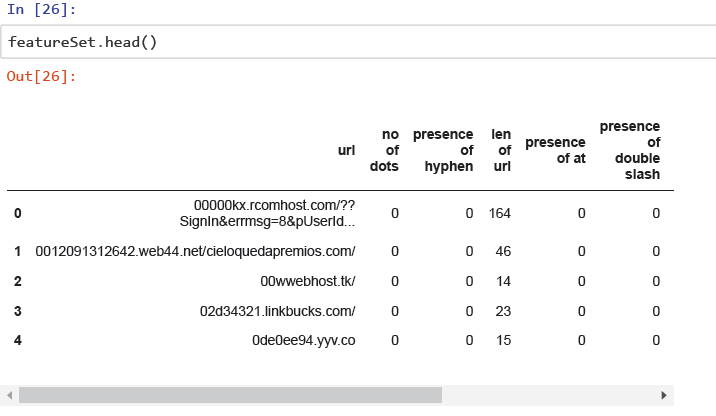 In [26]:
featureSet.head()
Out[26]:
url no of dots presence of hyphen len of url presence of at presence of double slash
0 00000kx.rcomhost.com/??SignIn&errmsg=8&pUserId... 0 0 164 0 0
1 0012091312642.web44.net/cieloquedapremios.com/ 0 0 46 0 0
2 00wwebhost.tk/ 0 0 14 0 0
3 02d34321.linkbucks.com/ 0 0 23 0 0
4 0de0ee94.yyv.co 0 0 15 0 0